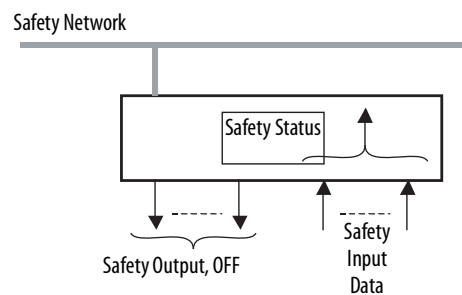 Safety Network
Safety Status
Safety Output, OFF
Safety
Input
Data